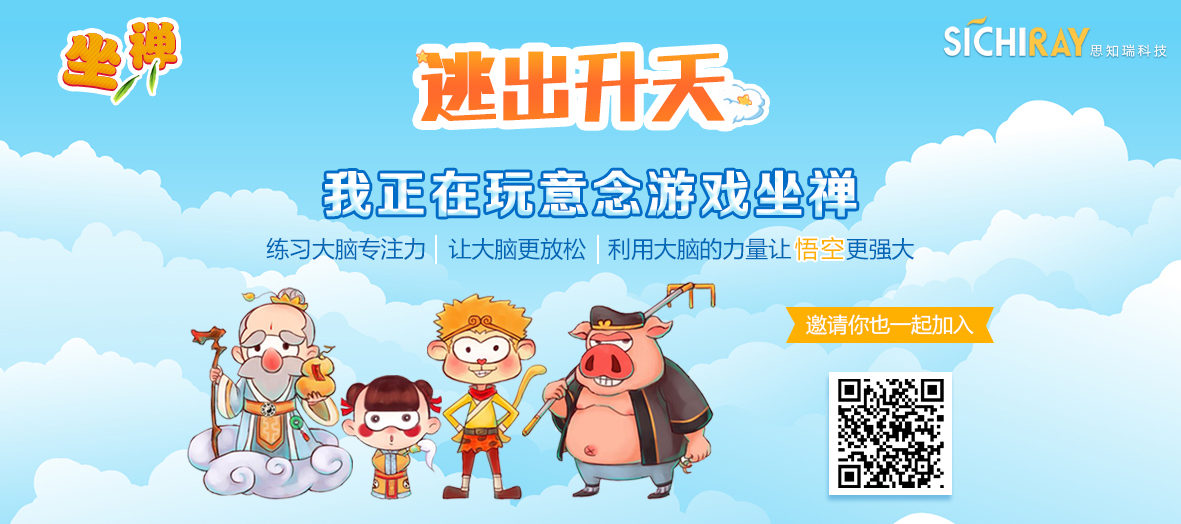 坐禅
SICHIRAY 思知瑞科技
逃出升天
我正在玩意念游戏坐禅
练习大脑专注力 | 让大脑更放松 | 利用大脑的力量让悟空更强大
邀请你也一起加入